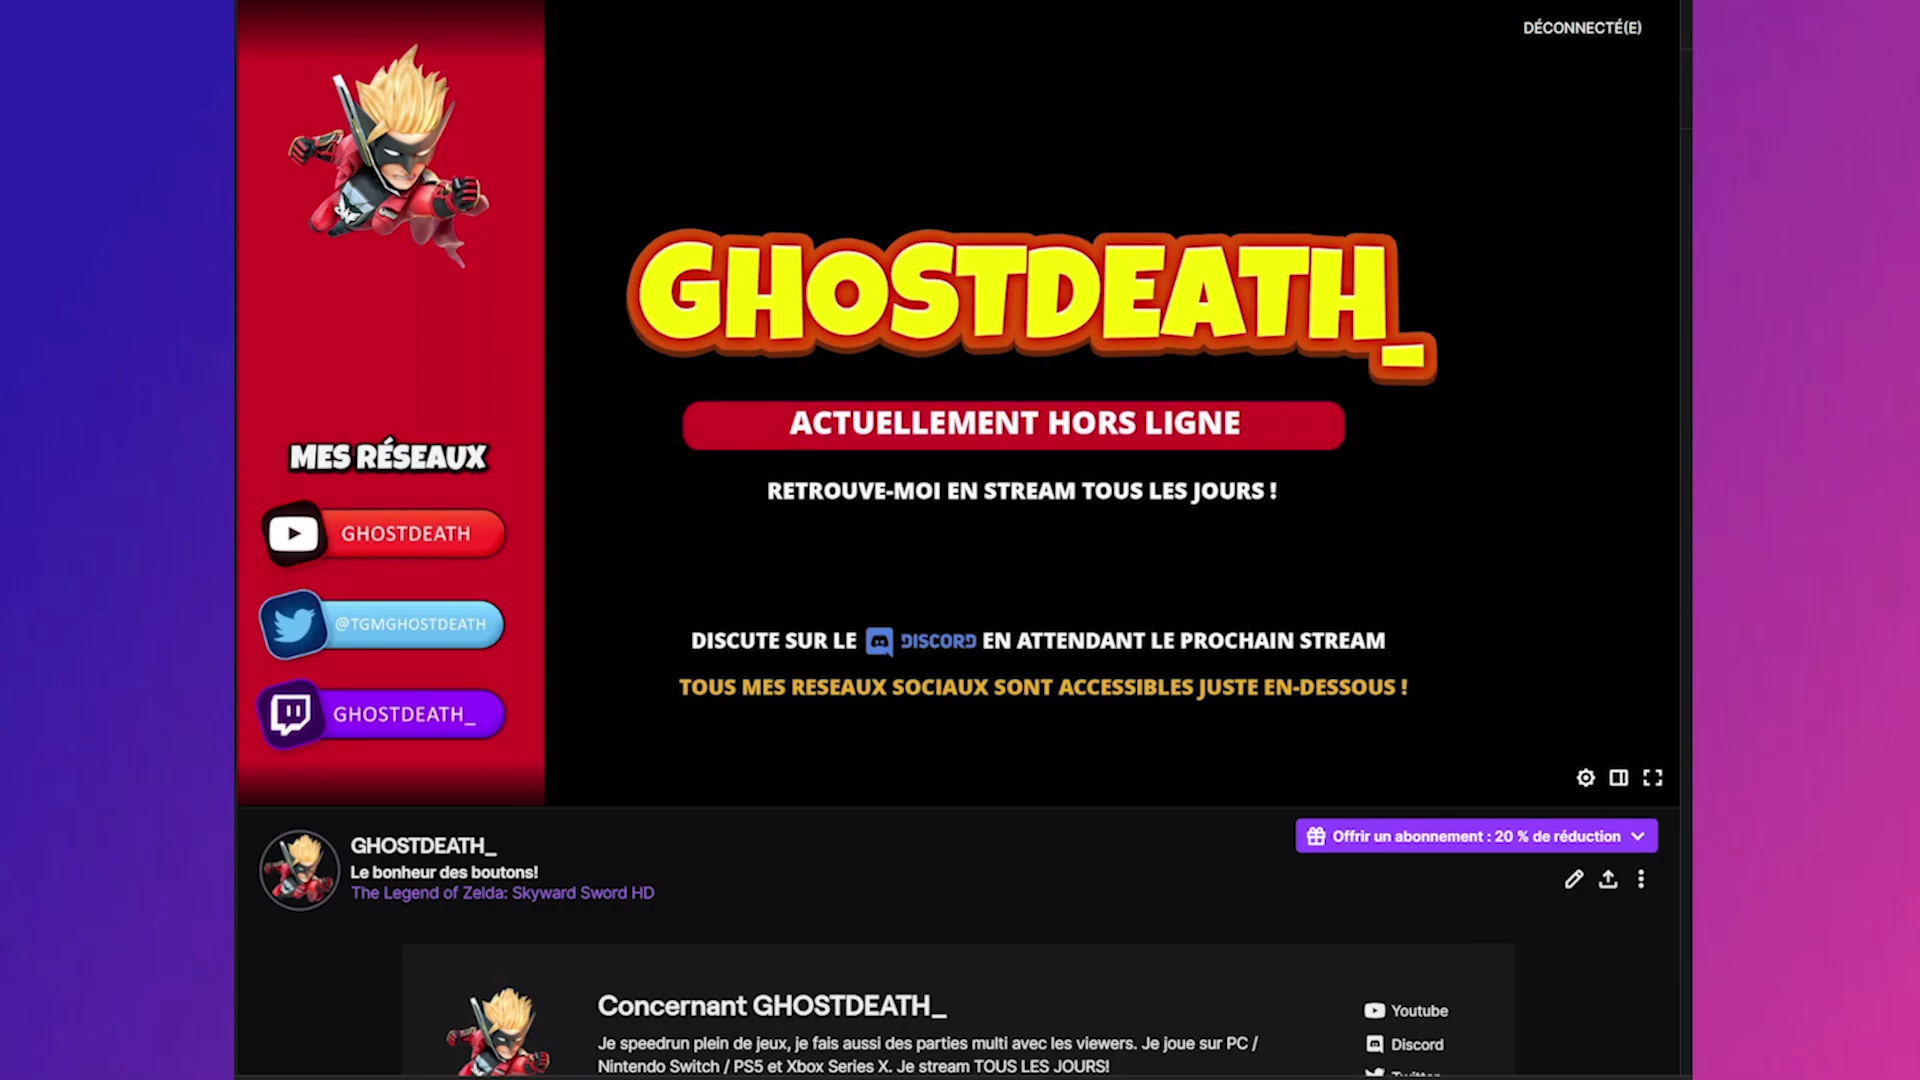 DÉCONNECTÉ(E)
GHOSTDEATH_
ACTUELLEMENT HORS LIGNE
RETROUVE-MOI EN STREAM TOUS LES JOURS !
MES RÉSEAUX
GHOSTDEATH
@TGMGHOSTDEATH
GHOSTDEATH_
DISCUTE SUR LE DISCORD EN ATTENDANT LE PROCHAIN STREAM
TOUS MES RESEAUX SOCIAUX SONT ACCESSIBLES JUSTE EN-DESSOUS !
GHOSTDEATH_
Le bonheur des boutons!
The Legend of Zelda: Skyward Sword HD
Offrir un abonnement : 20 % de réduction
Concernant GHOSTDEATH_
Je speedrun plein de jeux, je fais aussi des parties multi avec les viewers. Je joue sur PC /
Nintendo Switch / PS5 et Xbox Series X. Je stream TOUS LES JOURS!
Youtube
Discord
Twitter